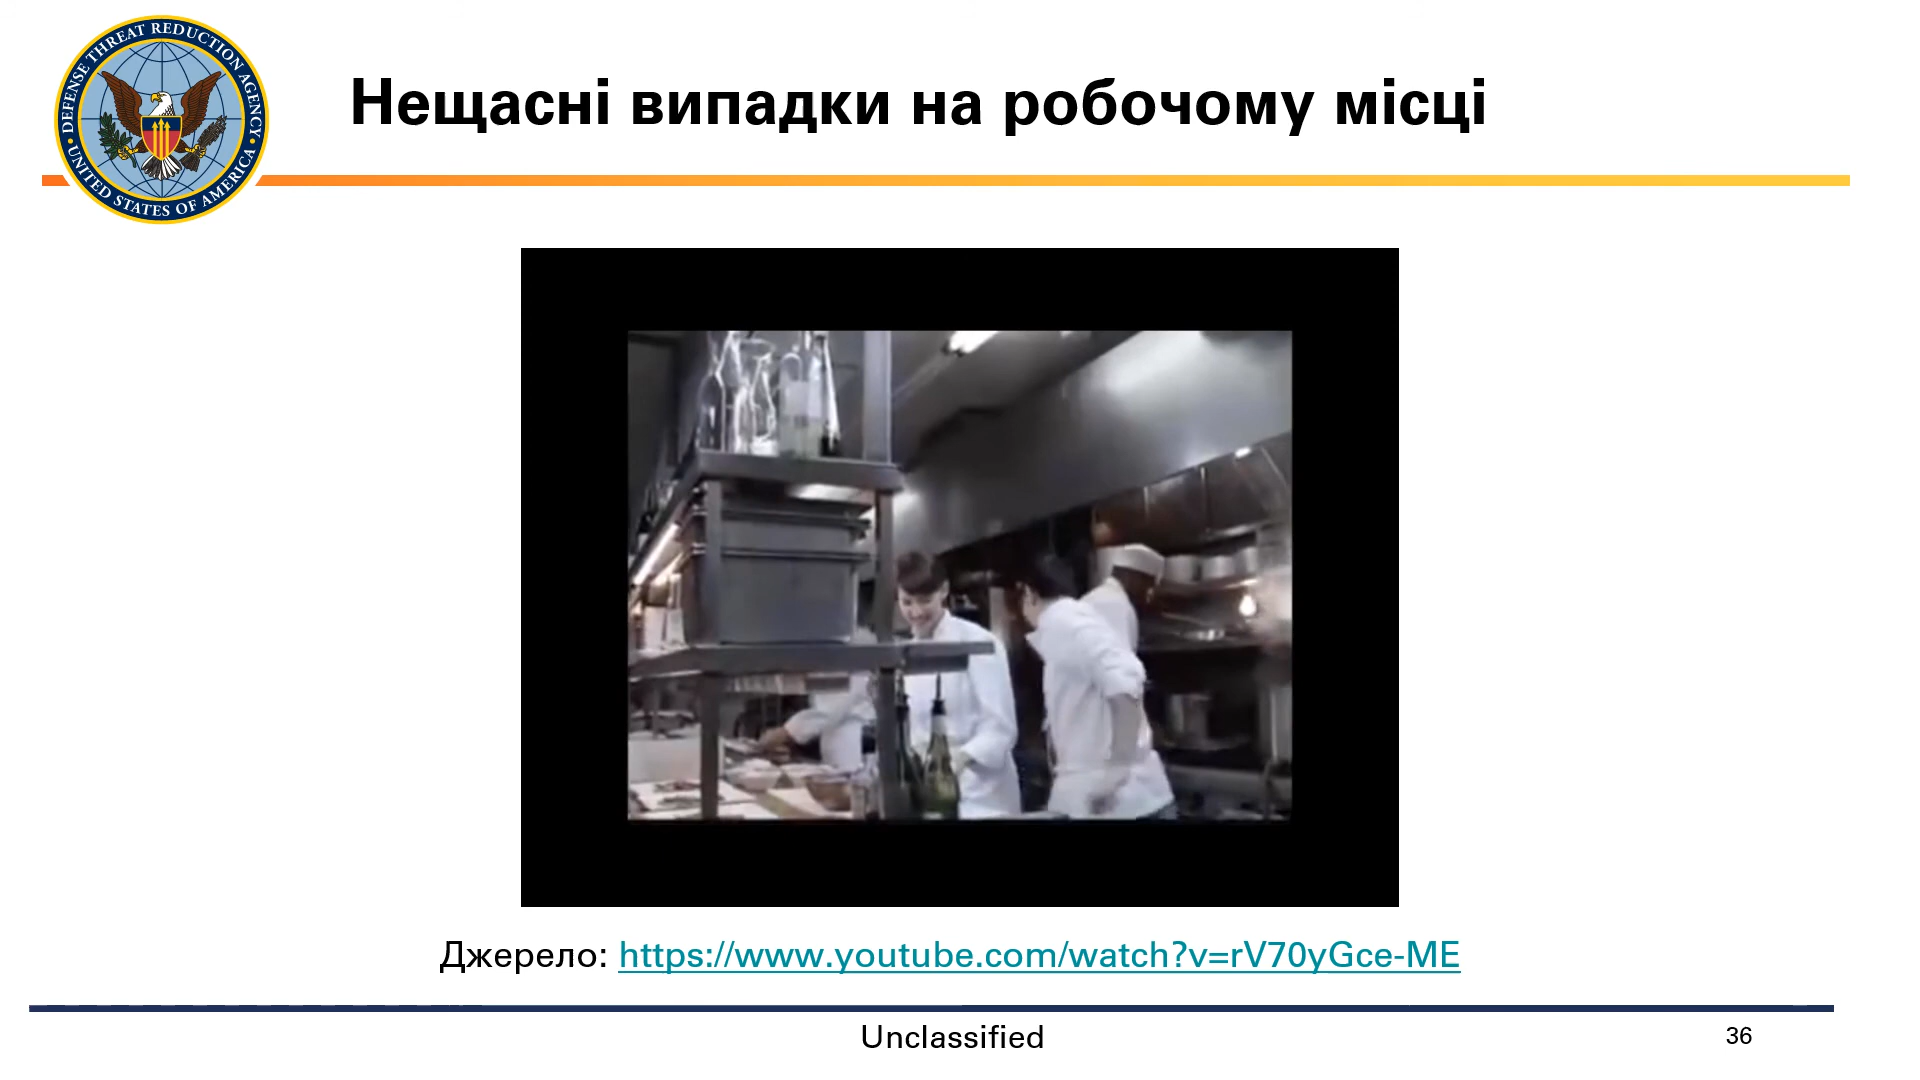 DEFENSE THREAT REDUCTION AGENCY
UNITED STATES OF AMERICA
Нещасні випадки на робочому місці
Джерело: https://www.youtube.com/watch?v=rV70yGce-ME
Unclassified
36